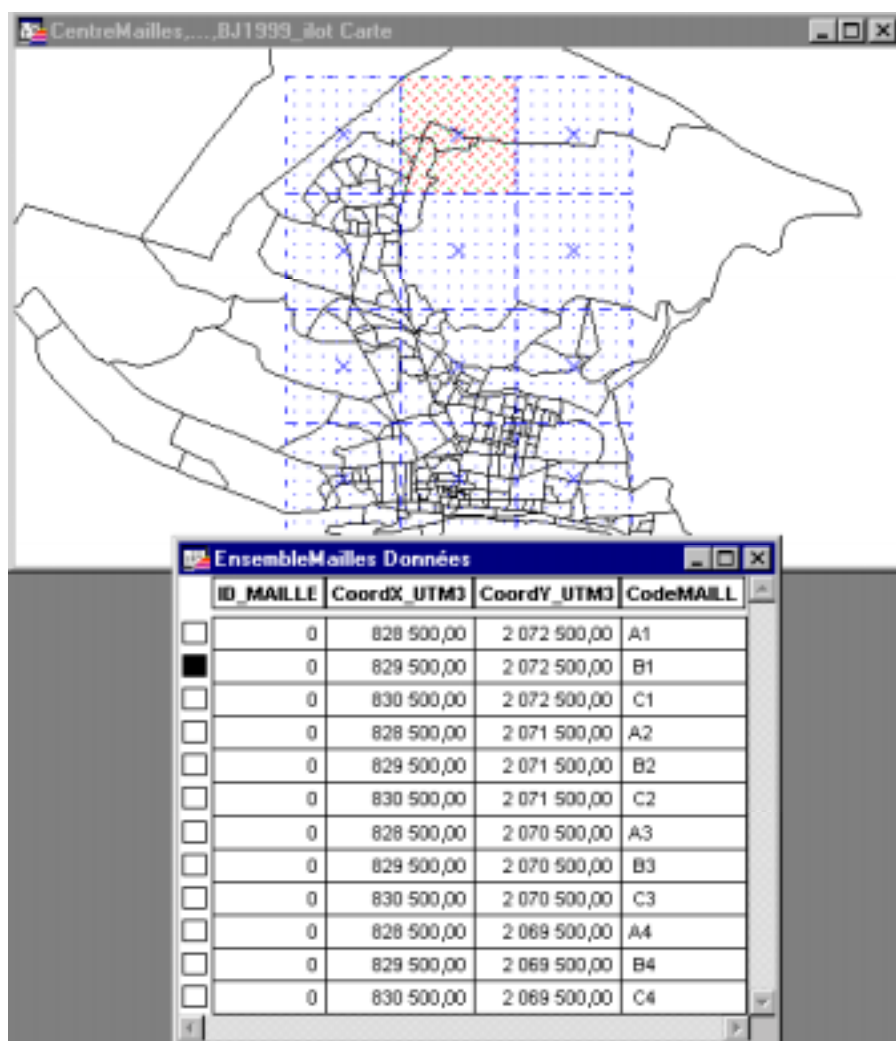 CentreMailles,...,BJ1999_ilot Carte
EnsembleMailles Données
ID_MAILLE CoordX_UTM3 CoordY_UTM3 CodeMAILL
0 828 500,00 2 072 500,00 A1
0 829 500,00 2 072 500,00 B1
0 830 500,00 2 072 500,00 C1
0 828 500,00 2 071 500,00 A2
0 829 500,00 2 071 500,00 B2
0 830 500,00 2 071 500,00 C2
0 828 500,00 2 070 500,00 A3
0 829 500,00 2 070 500,00 B3
0 830 500,00 2 070 500,00 C3
0 828 500,00 2 069 500,00 A4
0 829 500,00 2 069 500,00 B4
0 830 500,00 2 069 500,00 C4